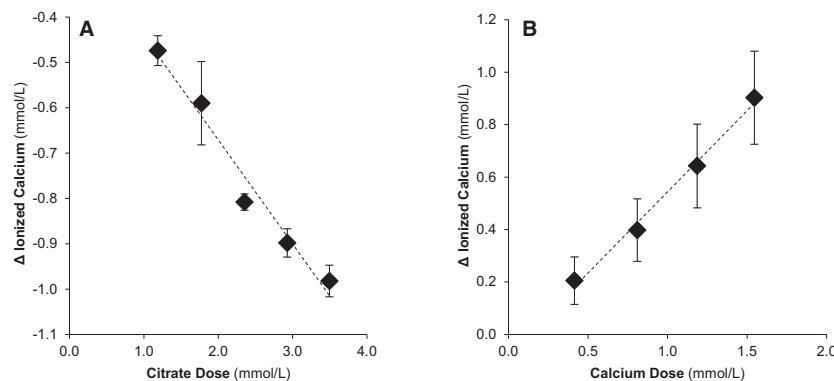 A
-0.4
-0.5
-0.6
-0.7
-0.8
-0.9
-1.0
-1.1
Δ Ionized Calcium (mmol/L)
0.0 1.0 2.0 3.0 4.0
Citrate Dose (mmol/L)
B
1.2
1.0
0.8
0.6
0.4
0.2
0.0
Δ Ionized Calcium (mmol/L)
0.0 0.5 1.0 1.5 2.0
Calcium Dose (mmol/L)